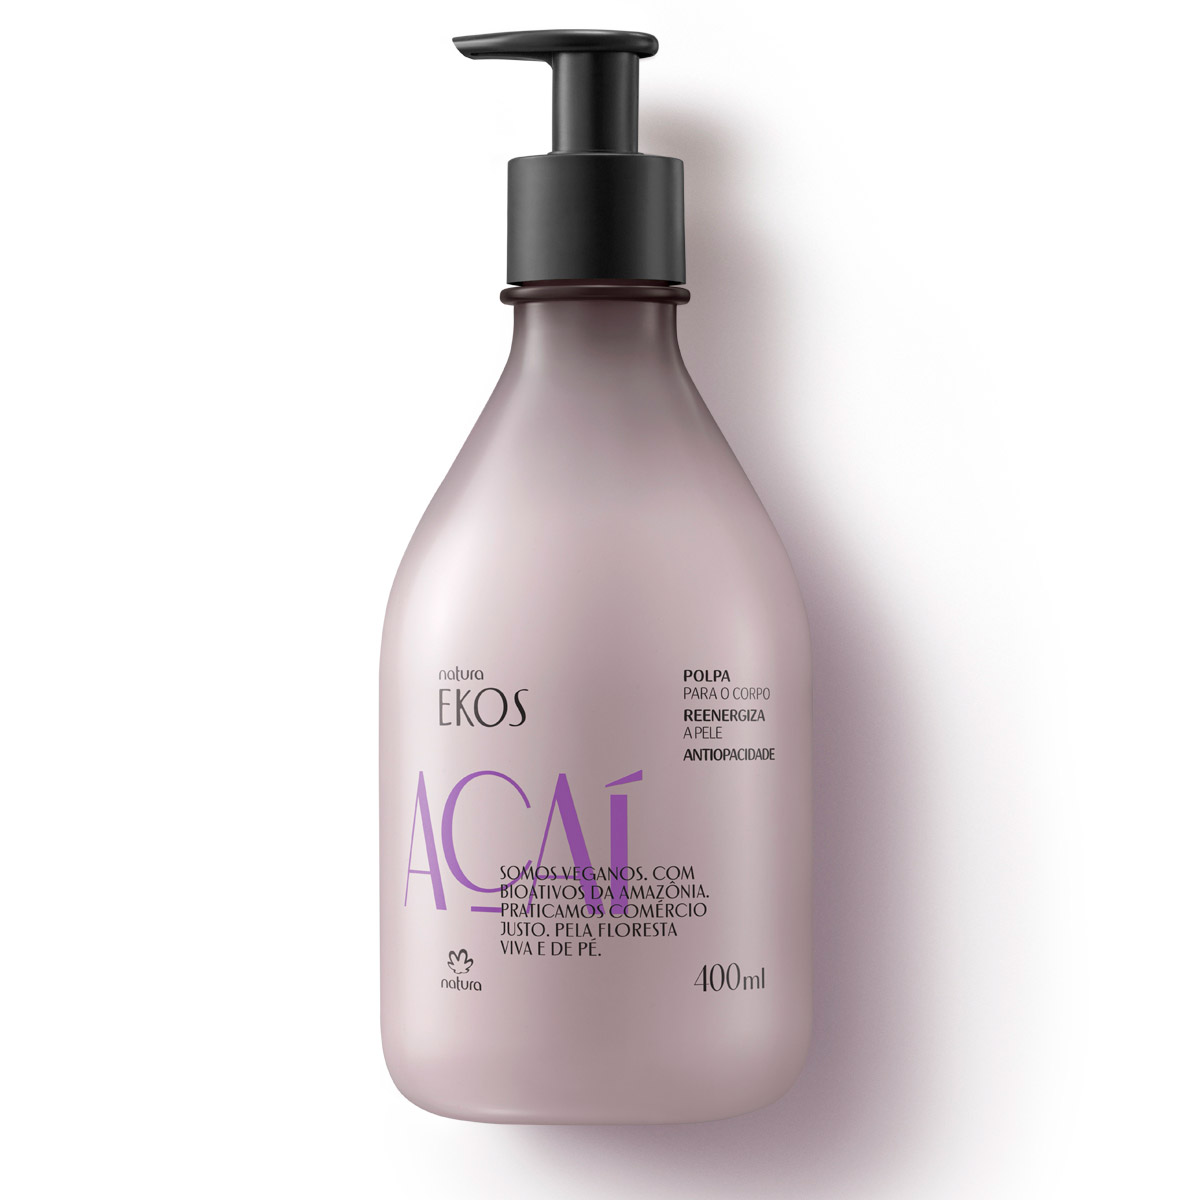 natura
EKOS
POLPA
PARA O CORPO
REENERGIZA
A PELE
ANTIOPACIDADE
AÇAÍ
SOMOS VEGANOS. COM
BIOATIVOS DA AMAZÔNIA.
PRATICAMOS COMÉRCIO
JUSTO. PELA FLORESTA
VIVA E DE PÉ.
natura
400ml